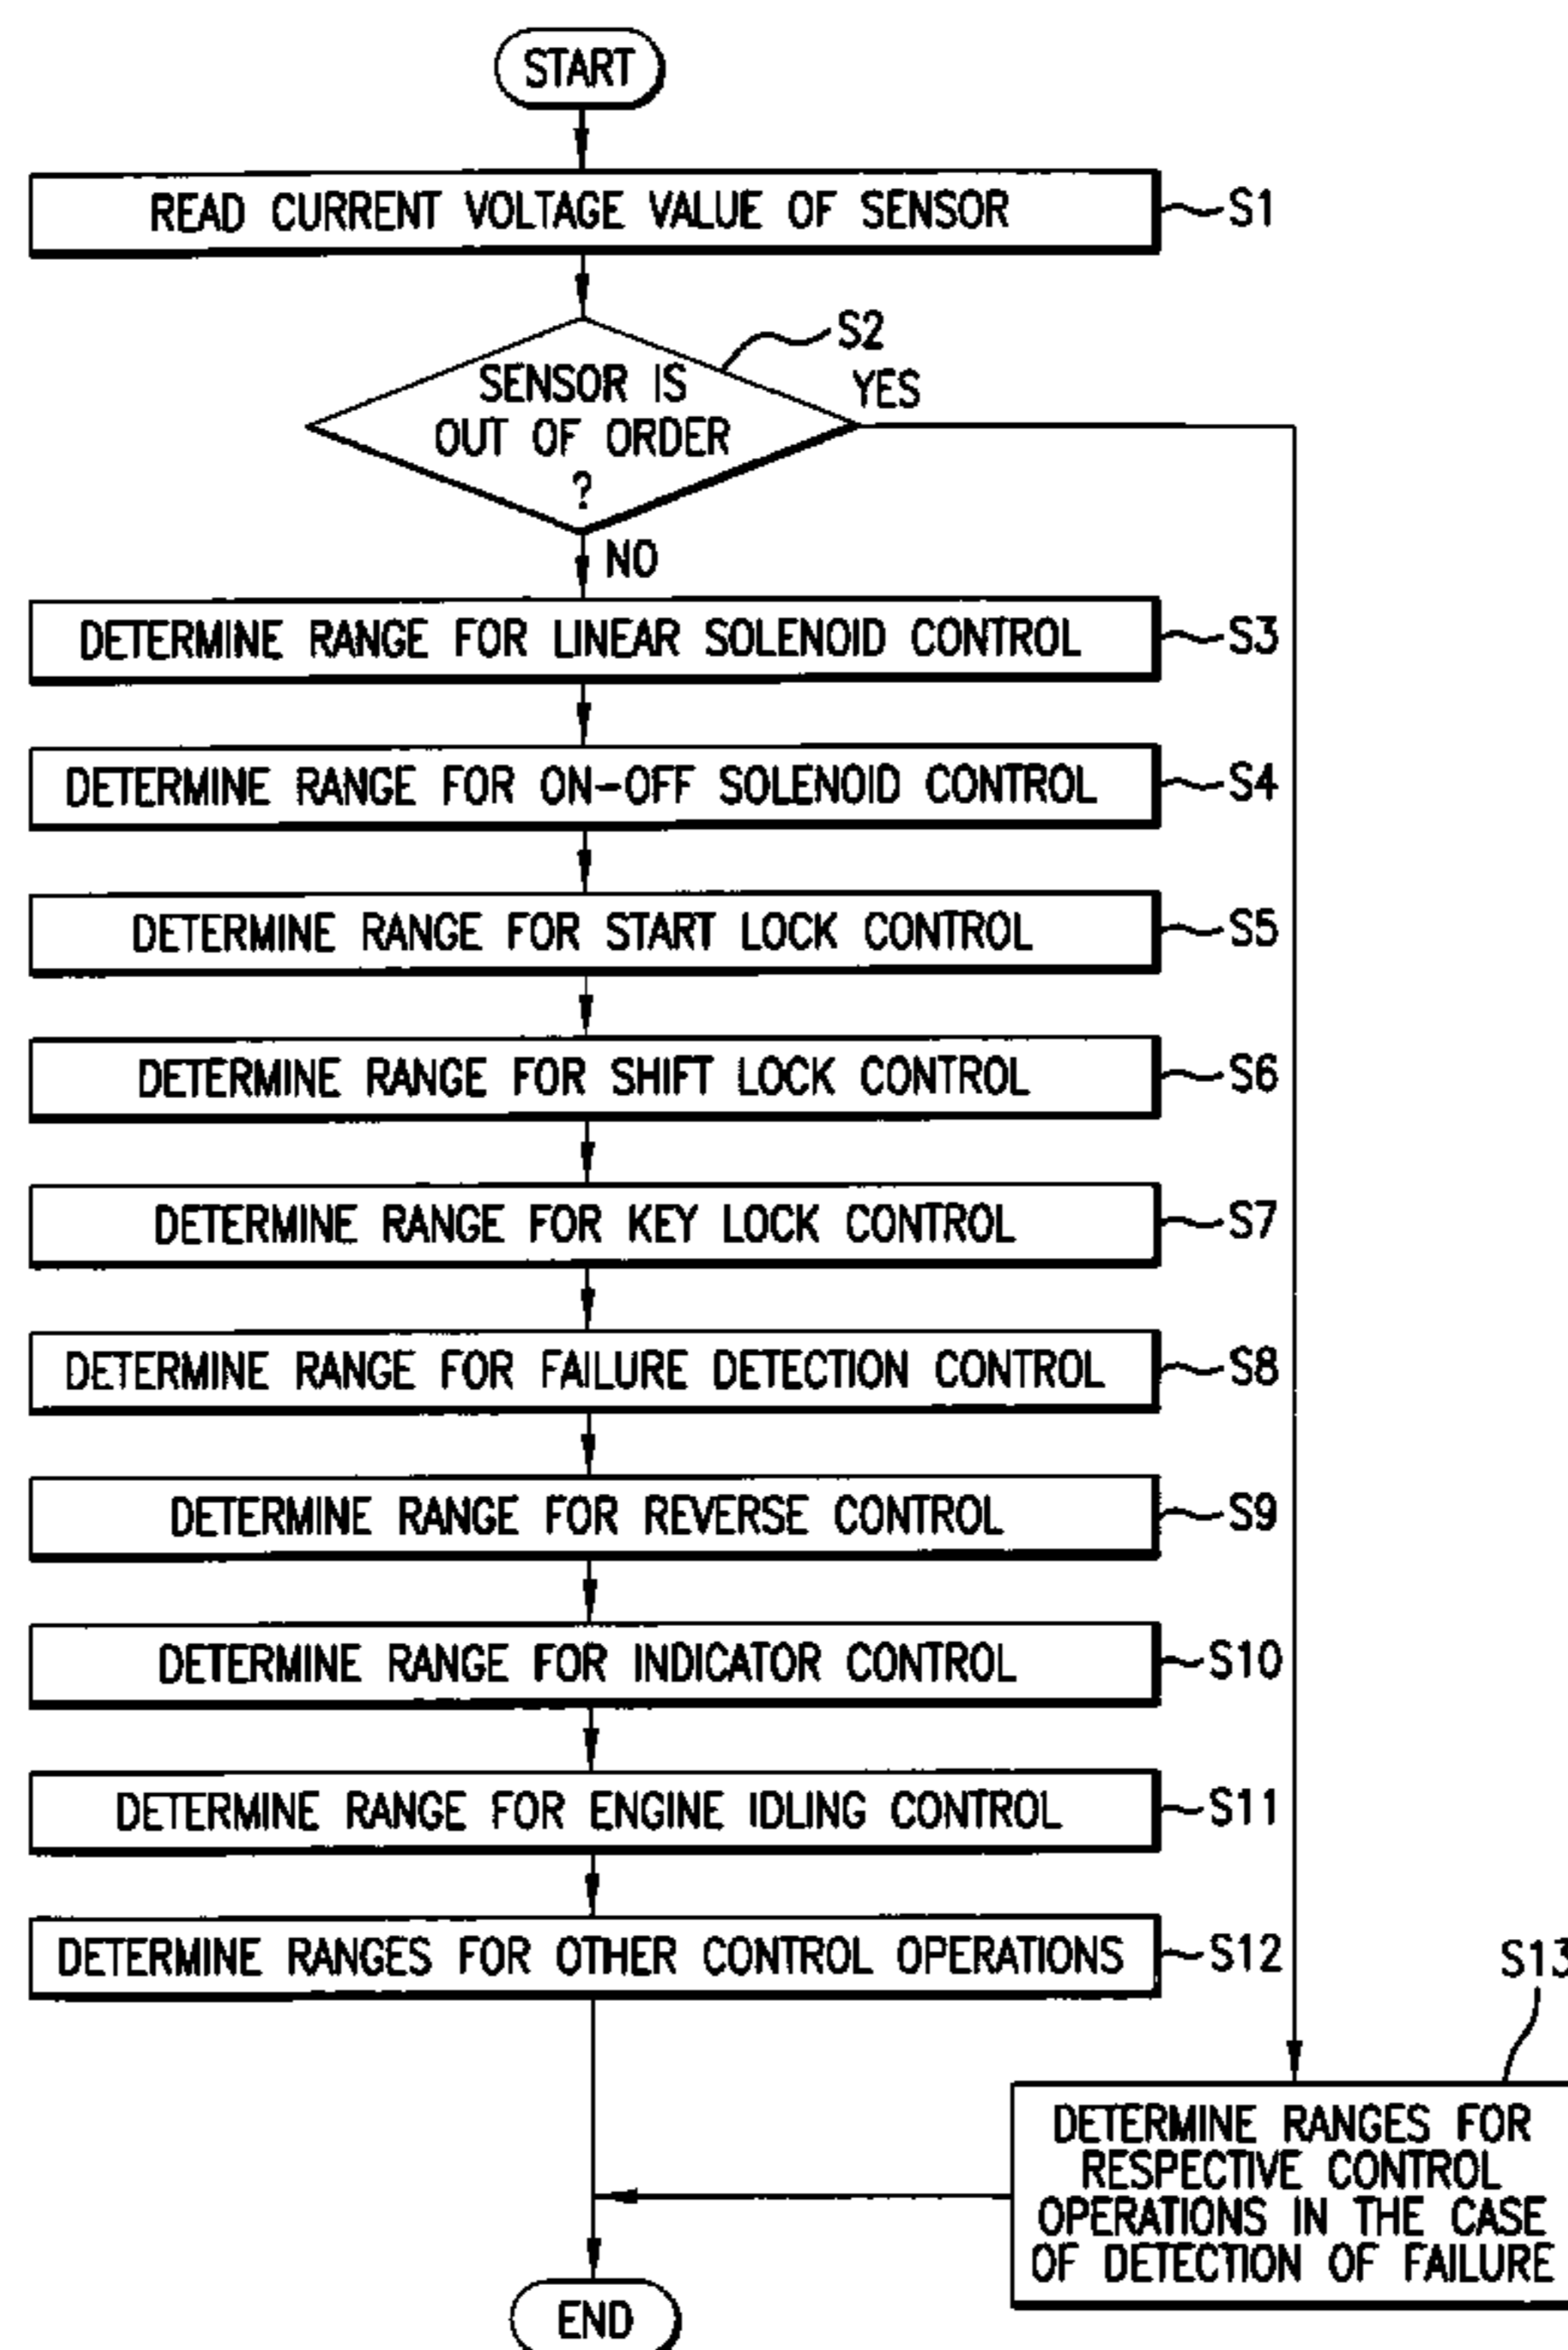 START
READ CURRENT VOLTAGE VALUE OF SENSOR
S1
S2
SENSOR IS
OUT OF ORDER
?
YES
NO
DETERMINE RANGE FOR LINEAR SOLENOID CONTROL
S3
DETERMINE RANGE FOR ON-OFF SOLENOID CONTROL
S4
DETERMINE RANGE FOR START LOCK CONTROL
S5
DETERMINE RANGE FOR SHIFT LOCK CONTROL
S6
DETERMINE RANGE FOR KEY LOCK CONTROL
S7
DETERMINE RANGE FOR FAILURE DETECTION CONTROL
S8
DETERMINE RANGE FOR REVERSE CONTROL
S9
DETERMINE RANGE FOR INDICATOR CONTROL
S10
DETERMINE RANGE FOR ENGINE IDLING CONTROL
S11
DETERMINE RANGES FOR OTHER CONTROL OPERATIONS
S12
S13
DETERMINE RANGES FOR
RESPECTIVE CONTROL
OPERATIONS IN THE CASE
OF DETECTION OF FAILURE
END